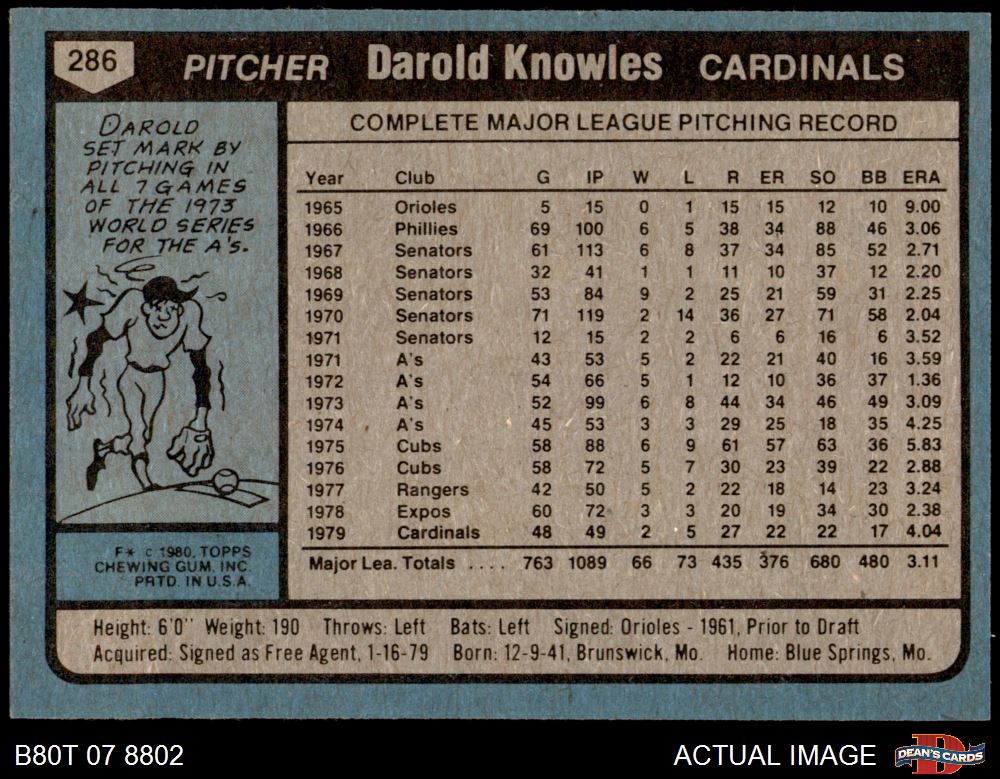 286 PITCHER Darold Knowles CARDINALS
DAROLD
SET MARK BY
PITCHING IN
ALL 7 GAMES
OF THE 1973
WORLD SERIES
FOR THE A'S.
F* © 1980, TOPPS
CHEWING GUM, INC.
PRTD. IN U.S.A.
COMPLETE MAJOR LEAGUE PITCHING RECORD
Year Club G IP W L R ER SO BB ERA
1965 Orioles 5 15 0 1 15 15 12 10 9.00
1966 Phillies 69 100 6 5 38 34 88 46 3.06
1967 Senators 61 113 6 8 37 34 85 52 2.71
1968 Senators 32 41 1 1 11 10 37 12 2.20
1969 Senators 53 84 9 2 25 21 59 31 2.25
1970 Senators 71 119 2 14 36 27 71 58 2.04
1971 Senators 12 15 2 2 6 6 16 6 3.52
1971 A's 43 53 5 2 22 21 40 16 3.59
1972 A's 54 66 5 1 12 10 36 37 1.36
1973 A's 52 99 6 8 44 34 46 49 3.09
1974 A's 45 53 3 3 29 25 18 35 4.25
1975 Cubs 58 88 6 9 61 57 63 36 5.83
1976 Cubs 58 72 5 7 30 23 39 22 2.88
1977 Rangers 42 50 5 2 22 18 14 23 3.24
1978 Expos 60 72 3 3 20 19 34 30 2.38
1979 Cardinals 48 49 2 5 27 22 22 17 4.04
Major Lea. Totals .... 763 1089 66 73 435 376 680 480 3.11
Height: 6'0" Weight: 190 Throws: Left Bats: Left Signed: Orioles - 1961, Prior to Draft
Acquired: Signed as Free Agent, 1-16-79 Born: 12-9-41, Brunswick, Mo. Home: Blue Springs, Mo.
B80T 07 8802 ACTUAL IMAGE D DEAN'S CARDS